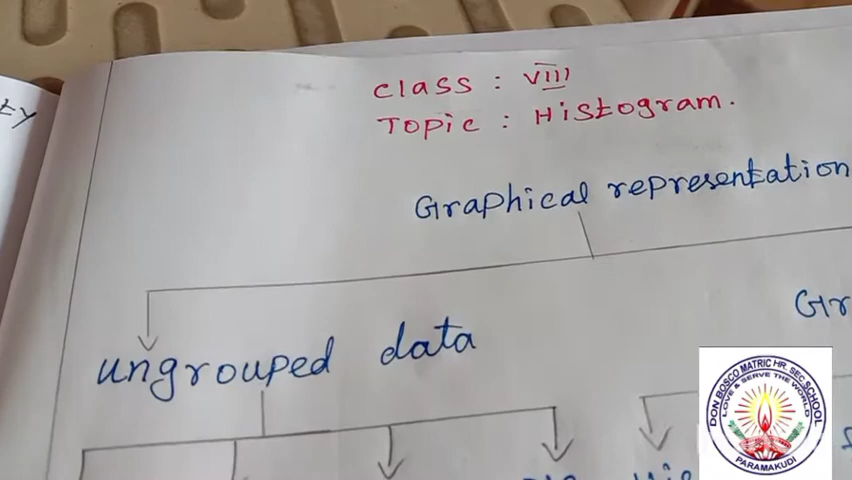 Class : VIII
Topic : Histogram.
Graphical representation
ungrouped data
DON BOSCO MATRIC HR. SEC SCHOOL
LOVE & SERVE THE WORLD
PARAMAKUDI